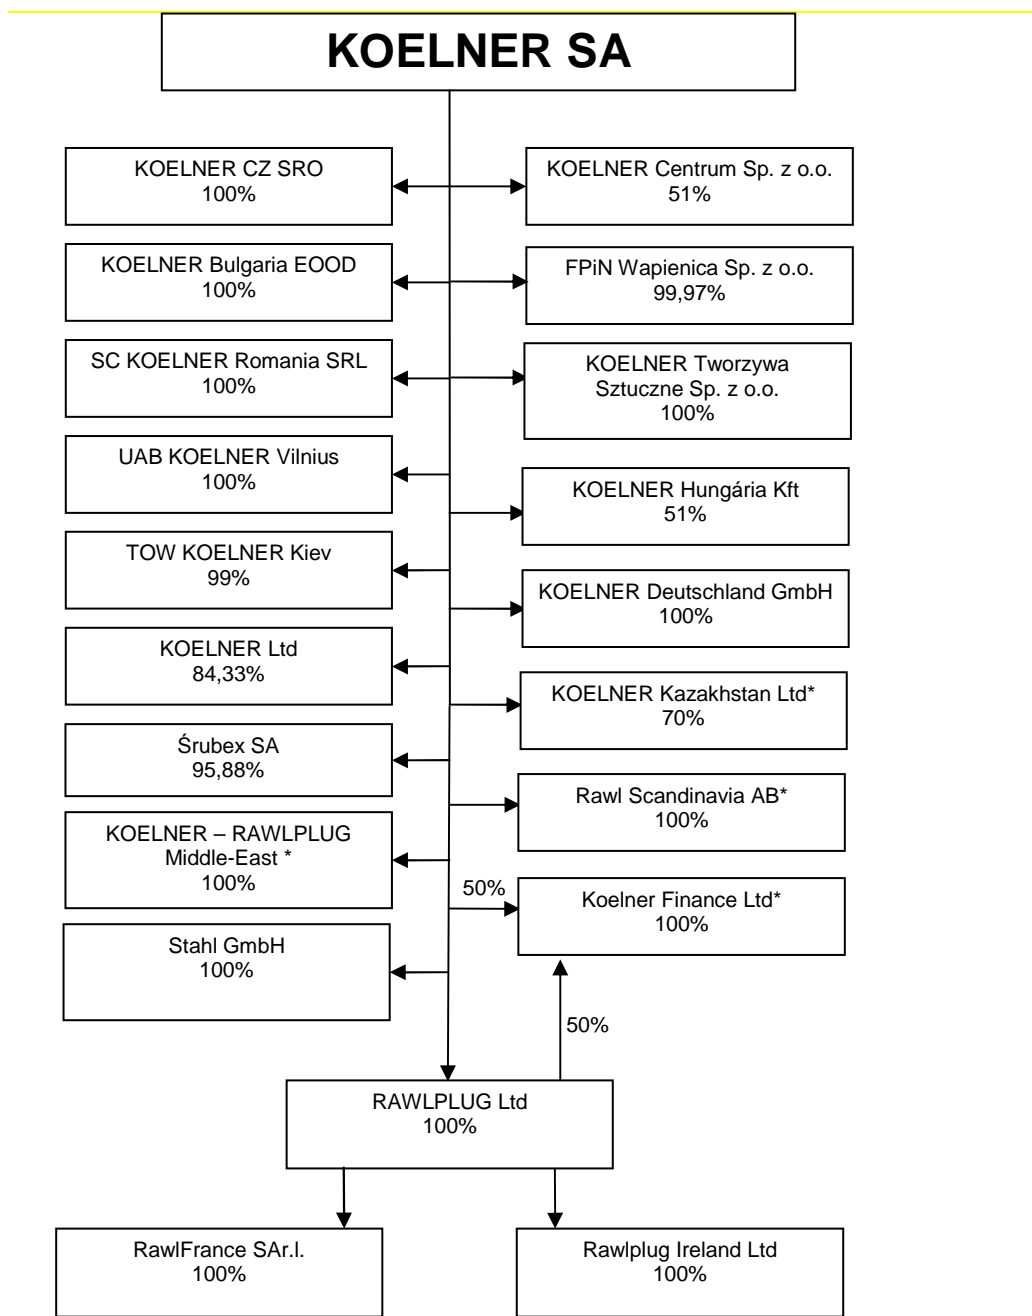 KOELNER SA
KOELNER CZ SRO
100%
KOELNER Centrum Sp. z o.o.
51%
KOELNER Bulgaria EOOD
100%
FPiN Wapienica Sp. z o.o.
99,97%
SC KOELNER Romania SRL
100%
KOELNER Tworzywa
Sztuczne Sp. z o.o.
100%
UAB KOELNER Vilnius
100%
KOELNER Hungária Kft
51%
TOW KOELNER Kiev
99%
KOELNER Deutschland GmbH
100%
KOELNER Ltd
84,33%
KOELNER Kazakhstan Ltd*
70%
Śrubex SA
95,88%
Rawl Scandinavia AB*
100%
KOELNER – RAWLPLUG
Middle-East *
100%
50%
Koelner Finance Ltd*
100%
Stahl GmbH
100%
50%
RAWLPLUG Ltd
100%
RawlFrance SAr.l.
100%
Rawlplug Ireland Ltd
100%